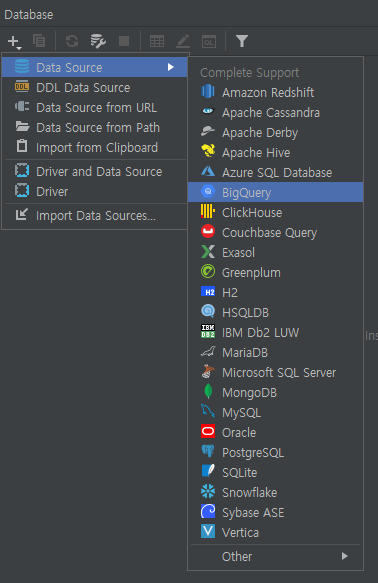 Database
Data Source
DDL Data Source
Data Source from URL
Data Source from Path
Import from Clipboard
Driver and Data Source
Driver
Import Data Sources...
Complete Support
Amazon Redshift
Apache Cassandra
Apache Derby
Apache Hive
Azure SQL Database
BigQuery
ClickHouse
Couchbase Query
Exasol
Greenplum
H2
HSQLDB
IBM Db2 LUW
MariaDB
Microsoft SQL Server
MongoDB
MySQL
Oracle
PostgreSQL
SQLite
Snowflake
Sybase ASE
Vertica
Other